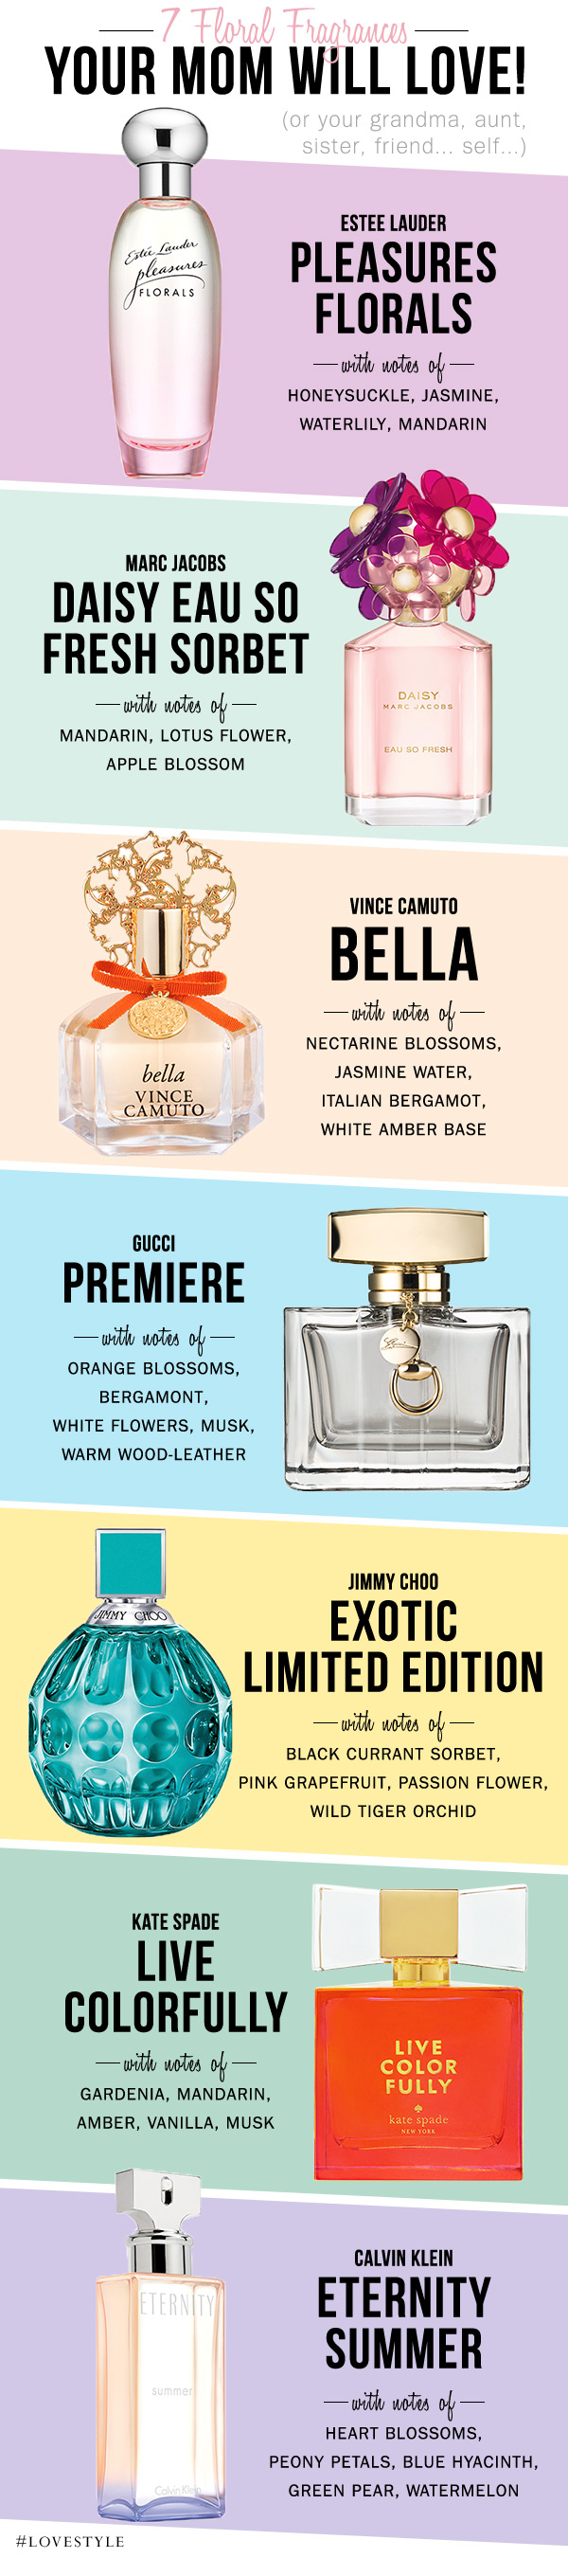 7 Floral Fragrances
YOUR MOM WILL LOVE!
(or your grandma, aunt,
sister, friend... self...)
Estēe Lauder
pleasures
FLORALS
ESTEE LAUDER
PLEASURES
FLORALS
with notes of
HONEYSUCKLE, JASMINE,
WATERLILY, MANDARIN
MARC JACOBS
DAISY EAU SO
FRESH SORBET
with notes of
MANDARIN, LOTUS FLOWER,
APPLE BLOSSOM
DAISY
MARC JACOBS
EAU SO FRESH
bella
VINCE
CAMUTO
VINCE CAMUTO
BELLA
with notes of
NECTARINE BLOSSOMS,
JASMINE WATER,
ITALIAN BERGAMOT,
WHITE AMBER BASE
GUCCI
PREMIERE
with notes of
ORANGE BLOSSOMS,
BERGAMONT,
WHITE FLOWERS, MUSK,
WARM WOOD-LEATHER
JIMMY CHOO
JIMMY CHOO
EXOTIC
LIMITED EDITION
with notes of
BLACK CURRANT SORBET,
PINK GRAPEFRUIT, PASSION FLOWER,
WILD TIGER ORCHID
KATE SPADE
LIVE
COLORFULLY
with notes of
GARDENIA, MANDARIN,
AMBER, VANILLA, MUSK
LIVE
COLOR
FULLY
kate spade
NEW YORK
ETERNITY
summer
Calvin Klein
CALVIN KLEIN
ETERNITY
SUMMER
with notes of
HEART BLOSSOMS,
PEONY PETALS, BLUE HYACINTH,
GREEN PEAR, WATERMELON
#LOVESTYLE